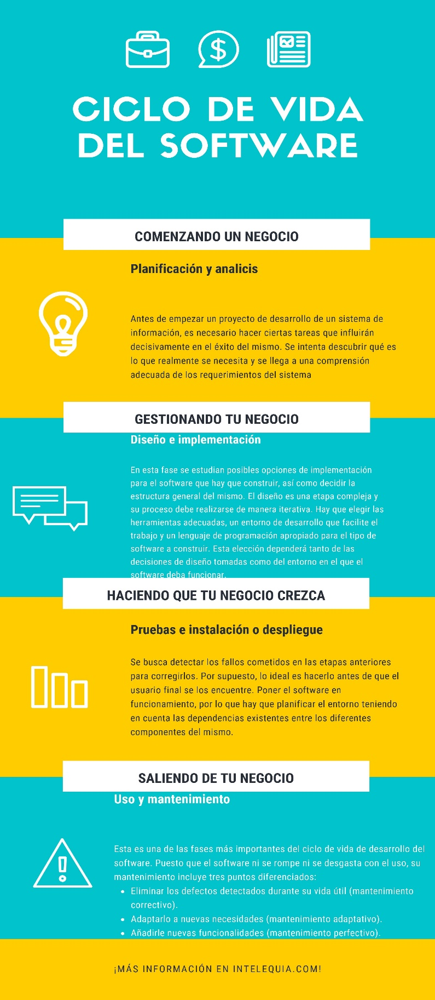 CICLO DE VIDA
DEL SOFTWARE
COMENZANDO UN NEGOCIO
Planificación y analicis
Antes de empezar un proyecto de desarrollo de un sistema de
información, es necesario hacer ciertas tareas que influirán
decisivamente en el éxito del mismo. Se intenta descubrir qué es
lo que realmente se necesita y se llega a una comprensión
adecuada de los requerimientos del sistema
GESTIONANDO TU NEGOCIO
Diseño e implementación
En esta fase se estudian posibles opciones de implementación
para el software que hay que construir, así como decidir la
estructura general del mismo. El diseño es una etapa compleja y
su proceso debe realizarse de manera iterativa. Hay que elegir las
herramientas adecuadas, un entorno de desarrollo que facilite el
trabajo y un lenguaje de programación apropiado para el tipo de
software a construir. Esta elección dependerá tanto de las
decisiones de diseño tomadas como del entorno en el que el
software deba funcionar.
HACIENDO QUE TU NEGOCIO CREZCA
Pruebas e instalación o despliegue
Se busca detectar los fallos cometidos en las etapas anteriores
para corregirlos. Por supuesto, lo ideal es hacerlo antes de que el
usuario final se los encuentre. Poner el software en
funcionamiento, por lo que hay que planificar el entorno teniendo
en cuenta las dependencias existentes entre los diferentes
componentes del mismo.
SALIENDO DE TU NEGOCIO
Uso y mantenimiento
Esta es una de las fases más importantes del ciclo de vida de desarrollo del
software. Puesto que el software ni se rompe ni se desgasta con el uso, su
mantenimiento incluye tres puntos diferenciados:
• Eliminar los defectos detectados durante su vida útil (mantenimiento
correctivo).
• Adaptarlo a nuevas necesidades (mantenimiento adaptativo).
• Añadirle nuevas funcionalidades (mantenimiento perfectivo).
¡MÁS INFORMACIÓN EN INTELEQUIA.COM!